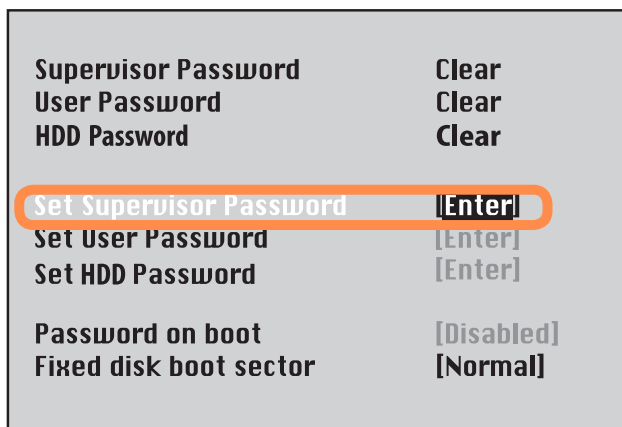 Supervisor Password Clear
User Password Clear
HDD Password Clear
Set Supervisor Password [Enter]
Set User Password [Enter]
Set HDD Password [Enter]
Password on boot [Disabled]
Fixed disk boot sector [Normal]